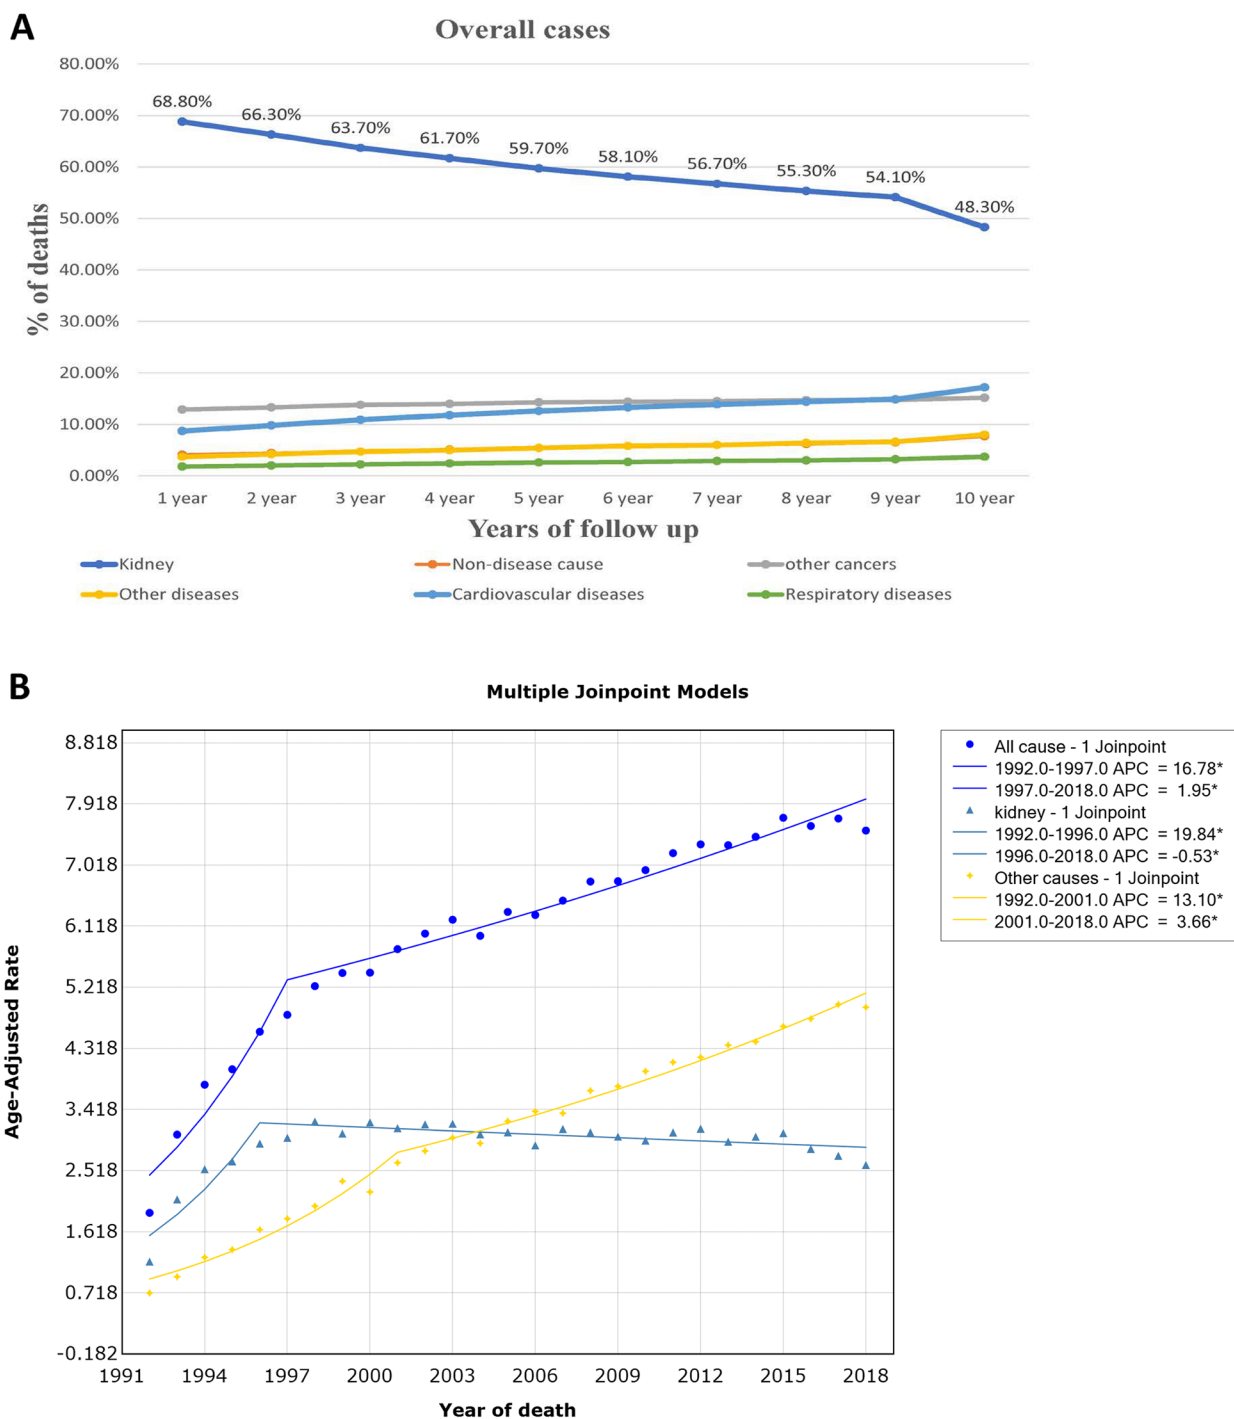 A
Overall cases
80.00%
70.00%
60.00%
50.00%
40.00%
30.00%
20.00%
10.00%
0.00%
% of deaths
68.80%
66.30%
63.70%
61.70%
59.70%
58.10%
56.70%
55.30%
54.10%
48.30%
1 year 2 year 3 year 4 year 5 year 6 year 7 year 8 year 9 year 10 year
Years of follow up
Kidney Non-disease cause other cancers
Other diseases Cardiovascular diseases Respiratory diseases
B
Multiple Joinpoint Models
8.818
7.918
7.018
6.118
5.218
4.318
3.418
2.518
1.618
0.718
-0.182
Age-Adjusted Rate
1991 1994 1997 2000 2003 2006 2009 2012 2015 2018
Year of death
All cause - 1 Joinpoint
1992.0-1997.0 APC = 16.78*
1997.0-2018.0 APC = 1.95*
kidney - 1 Joinpoint
1992.0-1996.0 APC = 19.84*
1996.0-2018.0 APC = -0.53*
Other causes - 1 Joinpoint
1992.0-2001.0 APC = 13.10*
2001.0-2018.0 APC = 3.66*